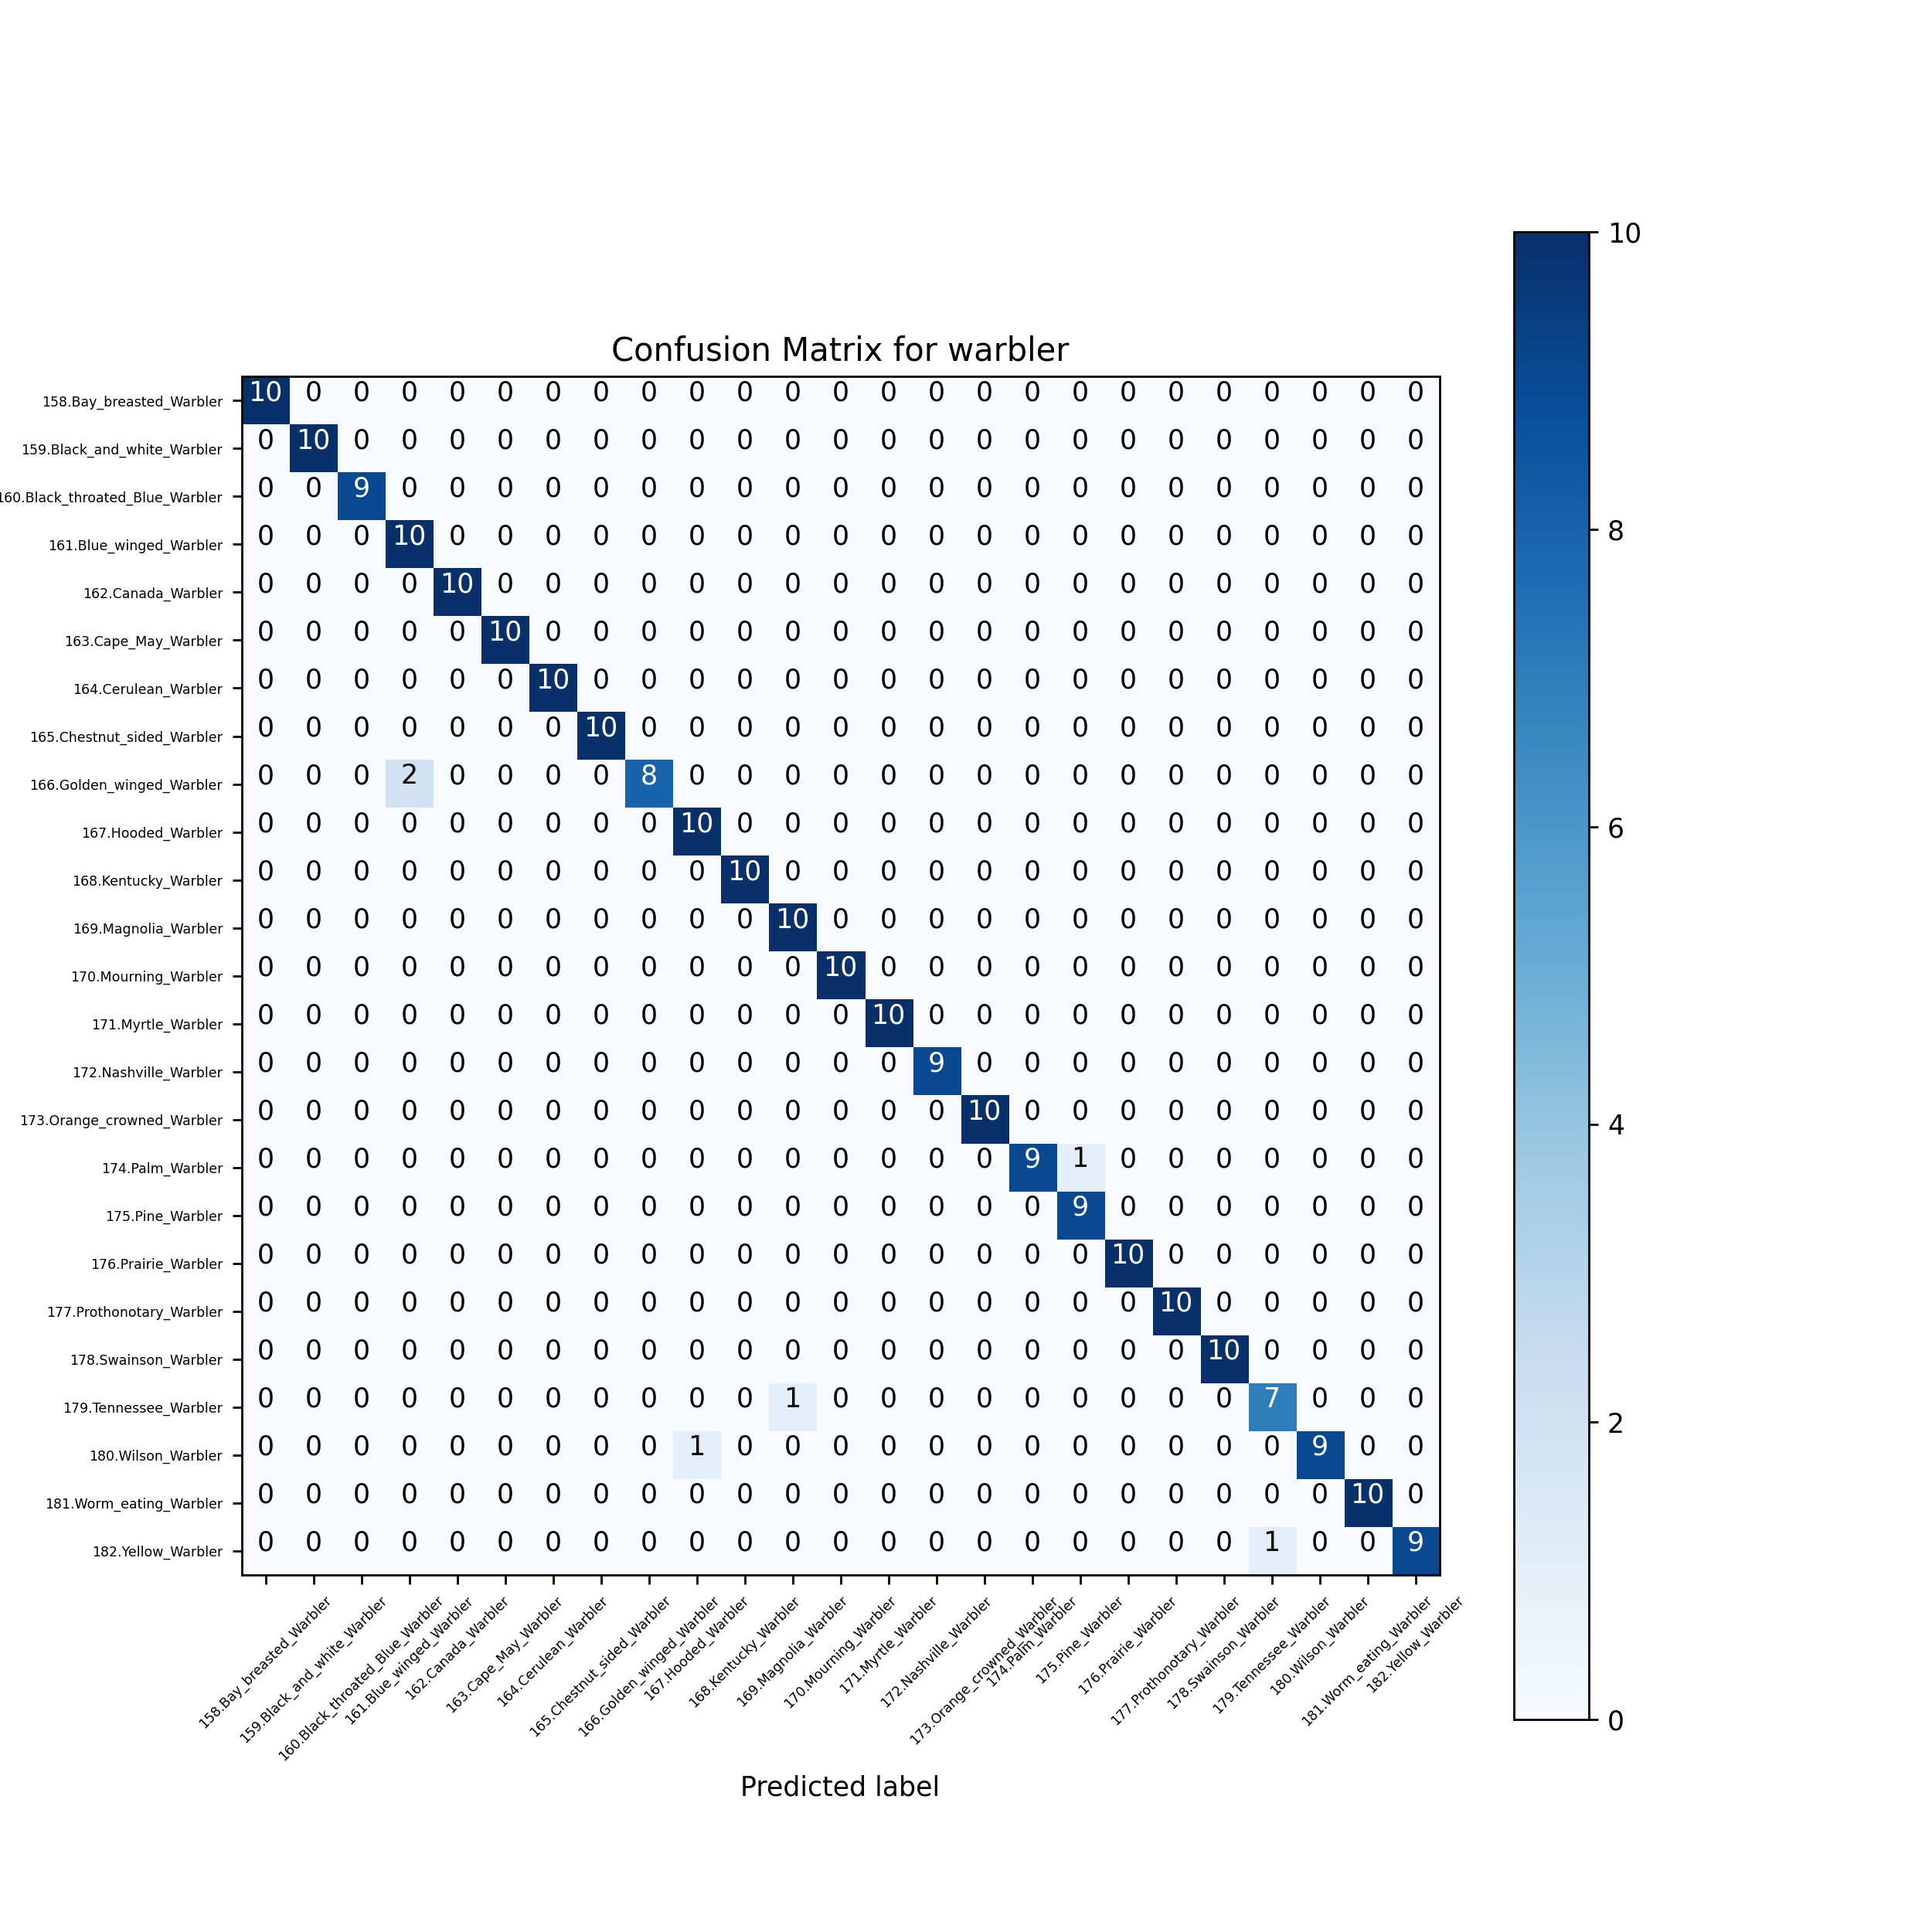 Confusion Matrix for warbler
158.Bay_breasted_Warbler 10 0 0 0 0 0 0 0 0 0 0 0 0 0 0 0 0 0 0 0 0 0 0 0 0
159.Black_and_white_Warbler 0 10 0 0 0 0 0 0 0 0 0 0 0 0 0 0 0 0 0 0 0 0 0 0 0
160.Black_throated_Blue_Warbler 0 0 9 0 0 0 0 0 0 0 0 0 0 0 0 0 0 0 0 0 0 0 0 0 0
161.Blue_winged_Warbler 0 0 0 10 0 0 0 0 0 0 0 0 0 0 0 0 0 0 0 0 0 0 0 0 0
162.Canada_Warbler 0 0 0 0 10 0 0 0 0 0 0 0 0 0 0 0 0 0 0 0 0 0 0 0 0
163.Cape_May_Warbler 0 0 0 0 0 10 0 0 0 0 0 0 0 0 0 0 0 0 0 0 0 0 0 0 0
164.Cerulean_Warbler 0 0 0 0 0 0 10 0 0 0 0 0 0 0 0 0 0 0 0 0 0 0 0 0 0
165.Chestnut_sided_Warbler 0 0 0 0 0 0 0 10 0 0 0 0 0 0 0 0 0 0 0 0 0 0 0 0 0
166.Golden_winged_Warbler 0 0 0 2 0 0 0 0 8 0 0 0 0 0 0 0 0 0 0 0 0 0 0 0 0
167.Hooded_Warbler 0 0 0 0 0 0 0 0 0 10 0 0 0 0 0 0 0 0 0 0 0 0 0 0 0
168.Kentucky_Warbler 0 0 0 0 0 0 0 0 0 0 10 0 0 0 0 0 0 0 0 0 0 0 0 0 0
169.Magnolia_Warbler 0 0 0 0 0 0 0 0 0 0 0 10 0 0 0 0 0 0 0 0 0 0 0 0 0
170.Mourning_Warbler 0 0 0 0 0 0 0 0 0 0 0 0 10 0 0 0 0 0 0 0 0 0 0 0 0
171.Myrtle_Warbler 0 0 0 0 0 0 0 0 0 0 0 0 0 10 0 0 0 0 0 0 0 0 0 0 0
172.Nashville_Warbler 0 0 0 0 0 0 0 0 0 0 0 0 0 0 9 0 0 0 0 0 0 0 0 0 0
173.Orange_crowned_Warbler 0 0 0 0 0 0 0 0 0 0 0 0 0 0 0 10 0 0 0 0 0 0 0 0 0
174.Palm_Warbler 0 0 0 0 0 0 0 0 0 0 0 0 0 0 0 0 9 1 0 0 0 0 0 0 0
175.Pine_Warbler 0 0 0 0 0 0 0 0 0 0 0 0 0 0 0 0 0 9 0 0 0 0 0 0 0
176.Prairie_Warbler 0 0 0 0 0 0 0 0 0 0 0 0 0 0 0 0 0 0 10 0 0 0 0 0 0
177.Prothonotary_Warbler 0 0 0 0 0 0 0 0 0 0 0 0 0 0 0 0 0 0 0 10 0 0 0 0 0
178.Swainson_Warbler 0 0 0 0 0 0 0 0 0 0 0 0 0 0 0 0 0 0 0 0 10 0 0 0 0
179.Tennessee_Warbler 0 0 0 0 0 0 0 0 0 0 0 1 0 0 0 0 0 0 0 0 0 7 0 0 0
180.Wilson_Warbler 0 0 0 0 0 0 0 0 0 1 0 0 0 0 0 0 0 0 0 0 0 0 9 0 0
181.Worm_eating_Warbler 0 0 0 0 0 0 0 0 0 0 0 0 0 0 0 0 0 0 0 0 0 0 0 10 0
182.Yellow_Warbler 0 0 0 0 0 0 0 0 0 0 0 0 0 0 0 0 0 0 0 0 0 1 0 0 9
158.Bay_breasted_Warbler
159.Black_and_white_Warbler
160.Black_throated_Blue_Warbler
161.Blue_winged_Warbler
162.Canada_Warbler
163.Cape_May_Warbler
164.Cerulean_Warbler
165.Chestnut_sided_Warbler
166.Golden_winged_Warbler
167.Hooded_Warbler
168.Kentucky_Warbler
169.Magnolia_Warbler
170.Mourning_Warbler
171.Myrtle_Warbler
172.Nashville_Warbler
173.Orange_crowned_Warbler
174.Palm_Warbler
175.Pine_Warbler
176.Prairie_Warbler
177.Prothonotary_Warbler
178.Swainson_Warbler
179.Tennessee_Warbler
180.Wilson_Warbler
181.Worm_eating_Warbler
182.Yellow_Warbler
Predicted label
10
8
6
4
2
0